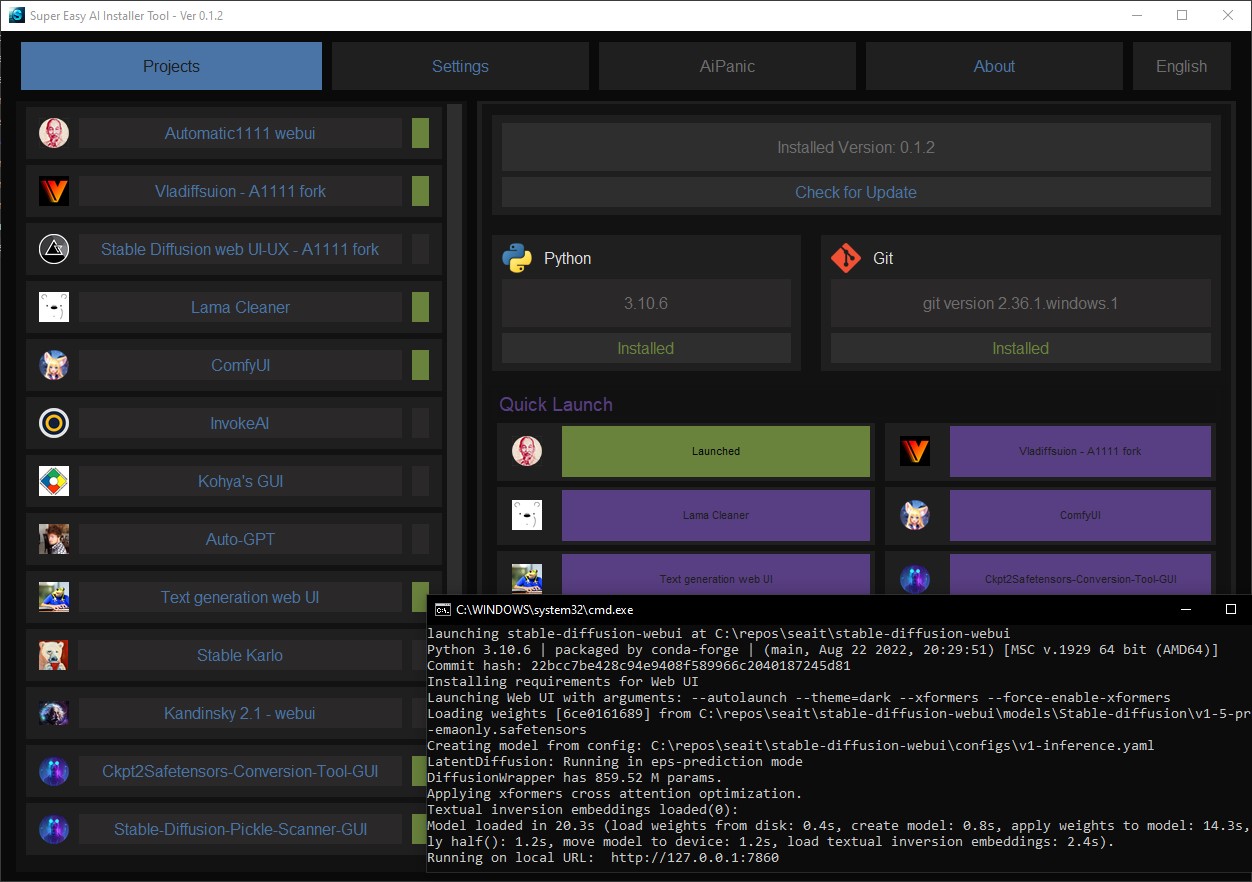 Super Easy AI Installer Tool - Ver 0.1.2
Projects
Settings
AiPanic
About
English
Automatic1111 webui
Vladiffsuion - A1111 fork
Stable Diffusion web UI-UX - A1111 fork
Lama Cleaner
ComfyUI
InvokeAI
Kohya's GUI
Auto-GPT
Text generation web UI
Stable Karlo
Kandinsky 2.1 - webui
Ckpt2Safetensors-Conversion-Tool-GUI
Stable-Diffusion-Pickle-Scanner-GUI
Installed Version: 0.1.2
Check for Update
Python
3.10.6
Installed
Git
git version 2.36.1.windows.1
Installed
Quick Launch
Launched
Vladiffsuion - A1111 fork
Lama Cleaner
ComfyUI
Text generation web UI
Ckpt2Safetensors-Conversion-Tool-GUI
C:\WINDOWS\system32\cmd.exe
launching stable-diffusion-webui at C:\repos\seait\stable-diffusion-webui
Python 3.10.6 | packaged by conda-forge | (main, Aug 22 2022, 20:29:51) [MSC v.1929 64 bit (AMD64)]
Commit hash: 22bcc7be428c94e9408f589966c2040187245d81
Installing requirements for Web UI
Launching Web UI with arguments: --autolaunch --theme=dark --xformers --force-enable-xformers
Loading weights [6ce0161689] from C:\repos\seait\stable-diffusion-webui\models\Stable-diffusion\v1-5-pr
-emaonly.safetensors
Creating model from config: C:\repos\seait\stable-diffusion-webui\configs\v1-inference.yaml
LatentDiffusion: Running in eps-prediction mode
DiffusionWrapper has 859.52 M params.
Applying xformers cross attention optimization.
Textual inversion embeddings loaded(0):
Model loaded in 20.3s (load weights from disk: 0.4s, create model: 0.8s, apply weights to model: 14.3s,
ly half(): 1.2s, move model to device: 1.2s, load textual inversion embeddings: 2.4s).
Running on local URL:  http://127.0.0.1:7860